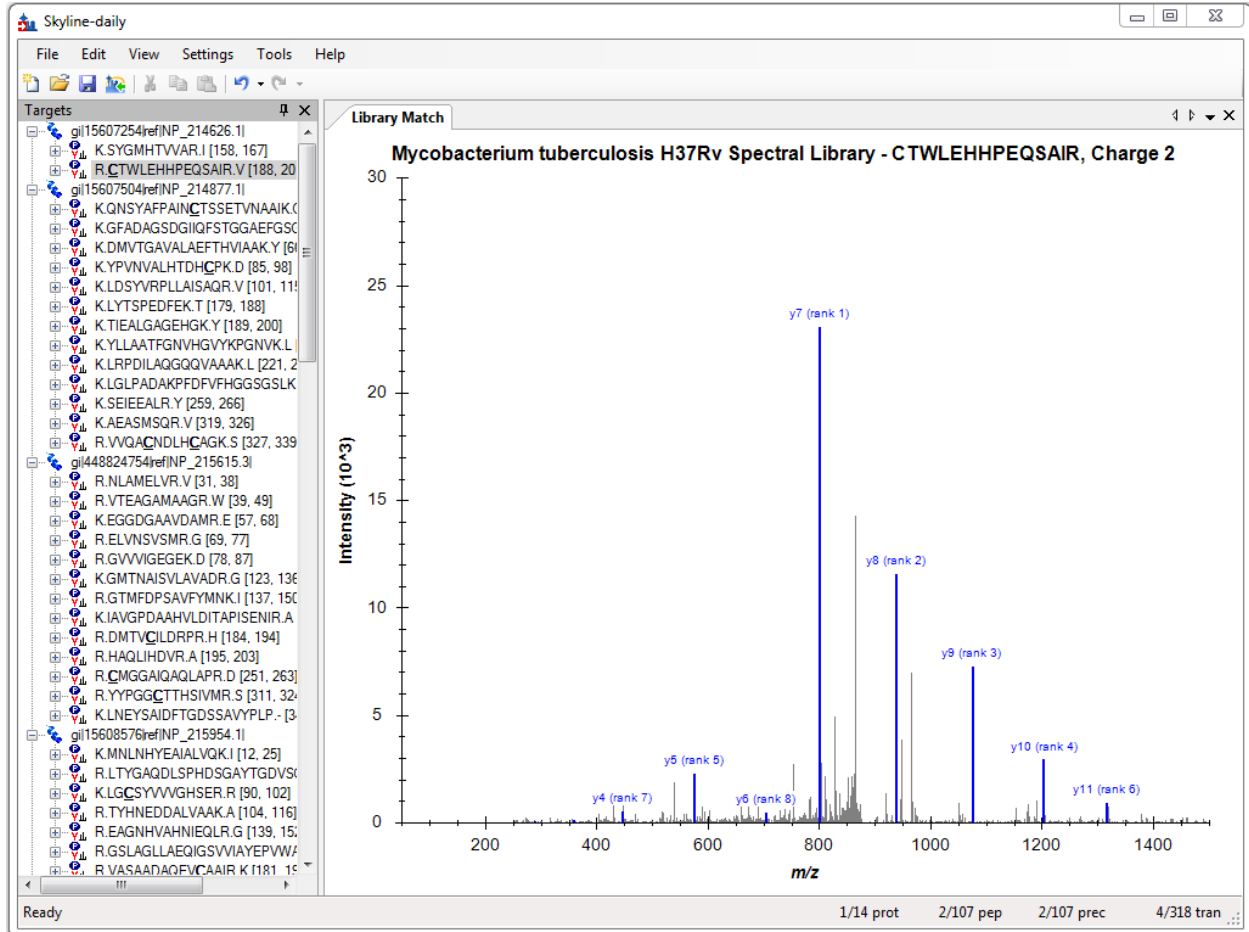 Skyline-daily
File Edit View Settings Tools Help
Targets
gi|15607254|ref|NP_214626.1|
K.SYGMHTVVAR.I [158, 167]
R.CTWLEHHPEQSAIR.V [188, 20
gi|15607504|ref|NP_214877.1|
K.QNSYAFPAINCTSSETVNAAIK.
K.GFADAGSDGIIQFSTGGAEFGSG
K.DMVTGAVALAEFTHVIAAK.Y [6
K.YPVNVALHTDHCPK.D [85, 98]
K.LDSYVRPLLAISAQR.V [101, 11
K.LYTSPEDFEK.T [179, 188]
K.TIEALGAGEHGK.Y [189, 200]
K.YLLAATFGNVHGVYKPGNVK.L [
K.LRPDILAQGQQVAAAK.L [221, 2
K.LGLPADAKPFDFVFHGGSGSLK
K.SEIEEALR.Y [259, 266]
K.AEASMSQR.V [319, 326]
R.VVQACNDLHCAGK.S [327, 339
gi|448824754|ref|NP_215615.3|
R.NLAMELVR.V [31, 38]
R.VTEAGAMAAGR.W [39, 49]
K.EGGDGAAVDAMR.E [57, 68]
R.ELVNSVSMR.G [69, 77]
R.GVVVIGEGEK.D [78, 87]
K.GMTNAISVLAVADR.G [123, 136
R.GTMFDPSAVFYMNK.I [137, 150
K.IAVGPDAAHVLDITAPISENIR.A
R.DMTVCILDRPR.H [184, 194]
R.HAQLIHDVR.A [195, 203]
R.CMGGAIQAQLAPR.D [251, 263]
R.YYPGGCTTHSIVMR.S [311, 324
K.LNEYSAIDFTGDSSAVYPLP.- [3
gi|15608576|ref|NP_215954.1|
K.MNLNHYEAIALVQK.I [12, 25]
R.LTYGAQDLSPHDSGAYTGDVS
K.LGCSYVVVGHSER.R [90, 102]
R.TYHNEDDALVAAK.A [104, 116]
R.EAGNHVAHNIEQLR.G [139, 152
R.GSLAGLLAEQIGSVVIAYEPVWA
R.VASAADAQEVCAAIR.K [181, 19
Library Match
Mycobacterium tuberculosis H37Rv Spectral Library - CTWLEHHPEQSAIR, Charge 2
Intensity (10^3)
30
25
20
15
10
5
0
y7 (rank 1)
y8 (rank 2)
y9 (rank 3)
y10 (rank 4)
y5 (rank 5)
y4 (rank 7)
y6 (rank 8)
y11 (rank 6)
200 400 600 800 1000 1200 1400
m/z
Ready 1/14 prot 2/107 pep 2/107 prec 4/318 tran